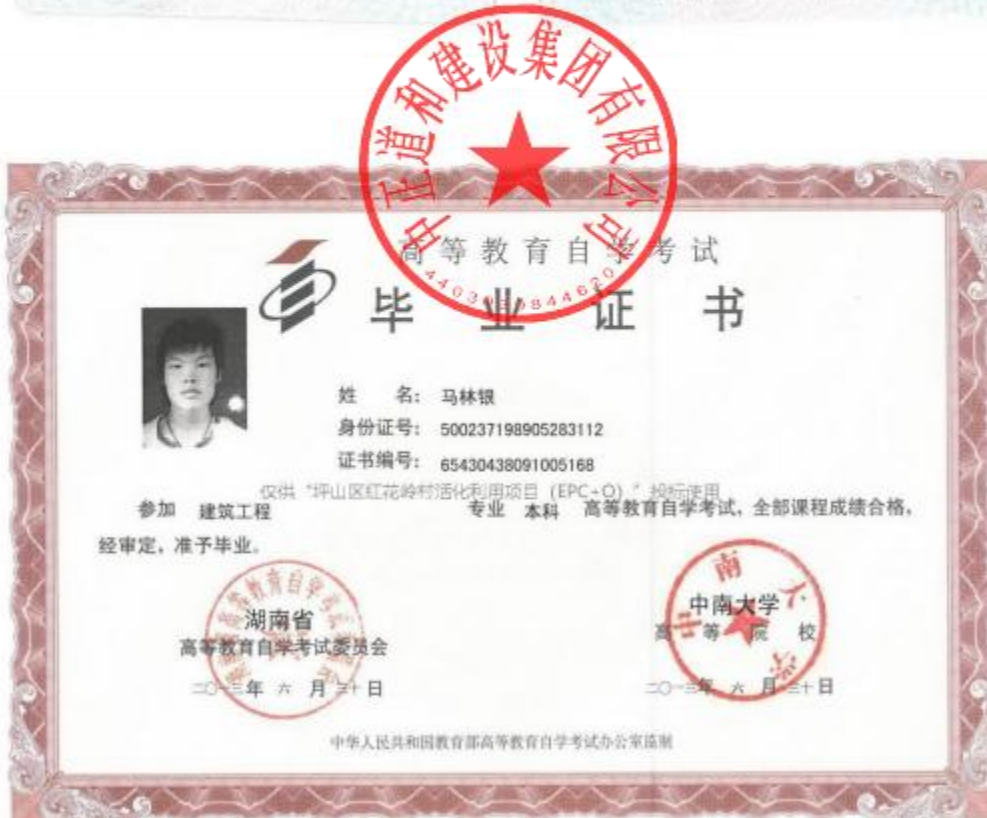 中正道和建设集团有限公司
高等教育自学考试
毕业证书
姓 名: 马林银
身份证号: 500237198905283112
证书编号: 65430438091005168
仅供“坪山区红花岭村活化利用项目(EPC+O)”投标使用
参加 建筑工程 专业 本科 高等教育自学考试,全部课程成绩合格,
经审定,准予毕业。
湖南省
高等教育自学考试委员会
二〇一三年 六 月 三十 日
中南大学
中南大学
高 等 院 校
二〇一三年 六 月 三十 日
中华人民共和国教育部高等教育自学考试办公室监制